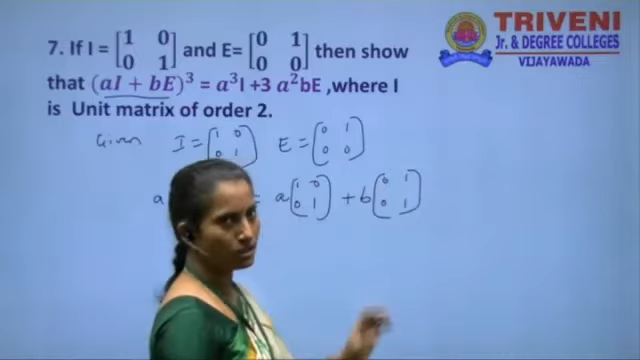 TRIVENI
Jr. & DEGREE COLLEGES
VIJAYAWADA
7. If I = [1 0 0 1] and E= [0 1 0 0] then show
that (aI + bE)³ = a³I +3 a²bE ,where I
is Unit matrix of order 2.
Given I = (1 0 0 1) E = (0 1 0 0)
a = a(1 0 0 1) + b(0 1 0 1)